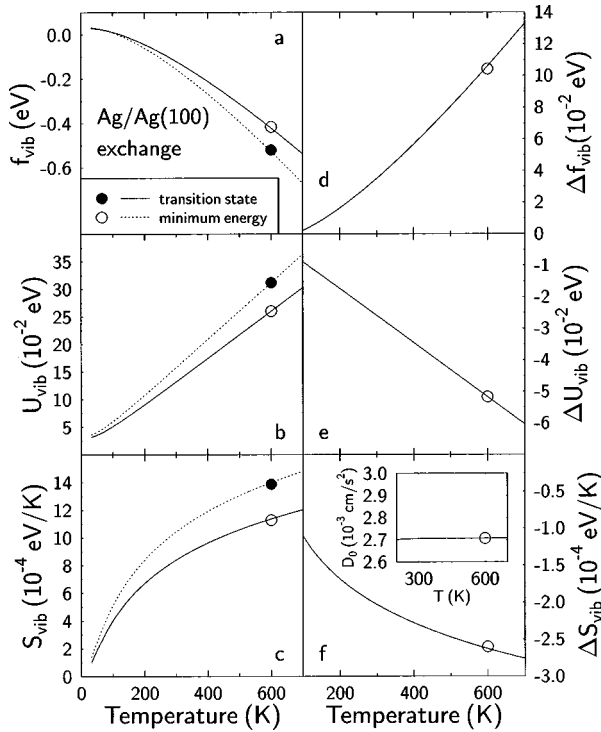 a
0.0
-0.2
-0.4
-0.6
f_vib (eV)
Ag/Ag(100)
exchange
transition state
minimum energy
d
14
12
10
8
6
4
2
0
Δf_vib(10^-2 eV)
35
30
25
20
15
10
5
U_vib (10^-2 eV)
b
e
-1
-2
-3
-4
-5
-6
ΔU_vib (10^-2 eV)
14
12
10
8
6
4
2
0
S_vib (10^-4 eV/K)
c
0 200 400 600
Temperature (K)
3.0
2.9
2.8
2.7
2.6
D_0 (10^-3 cm/s^2)
300 600
T (K)
f
-0.5
-1.0
-1.5
-2.0
-2.5
-3.0
ΔS_vib (10^-4 eV/K)
200 400 600
Temperature (K)